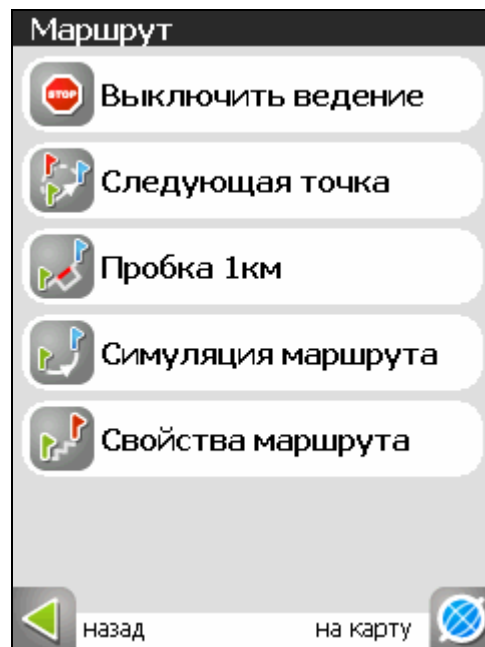 Маршрут
STOP
Выключить ведение
Следующая точка
Пробка 1км
Симуляция маршрута
Свойства маршрута
назад
на карту